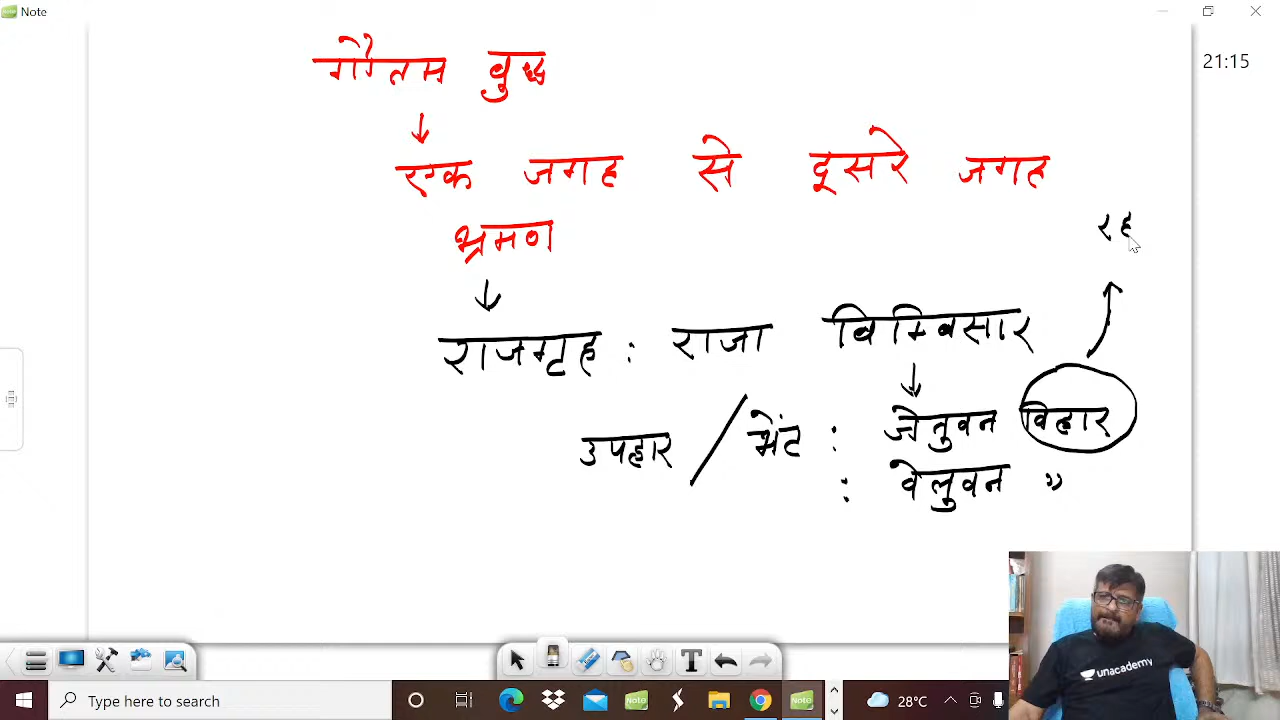 Note
21:15
गौतम बुद्ध
↓
एक जगह से दूसरे जगह
भ्रमण
↓
रह
राजगृह : राजा बिम्बिसार
↓
उपहार / भेंट : जेतुवन विहार
: वेलुवन "
unacademy
Type here to search
Note
28°C